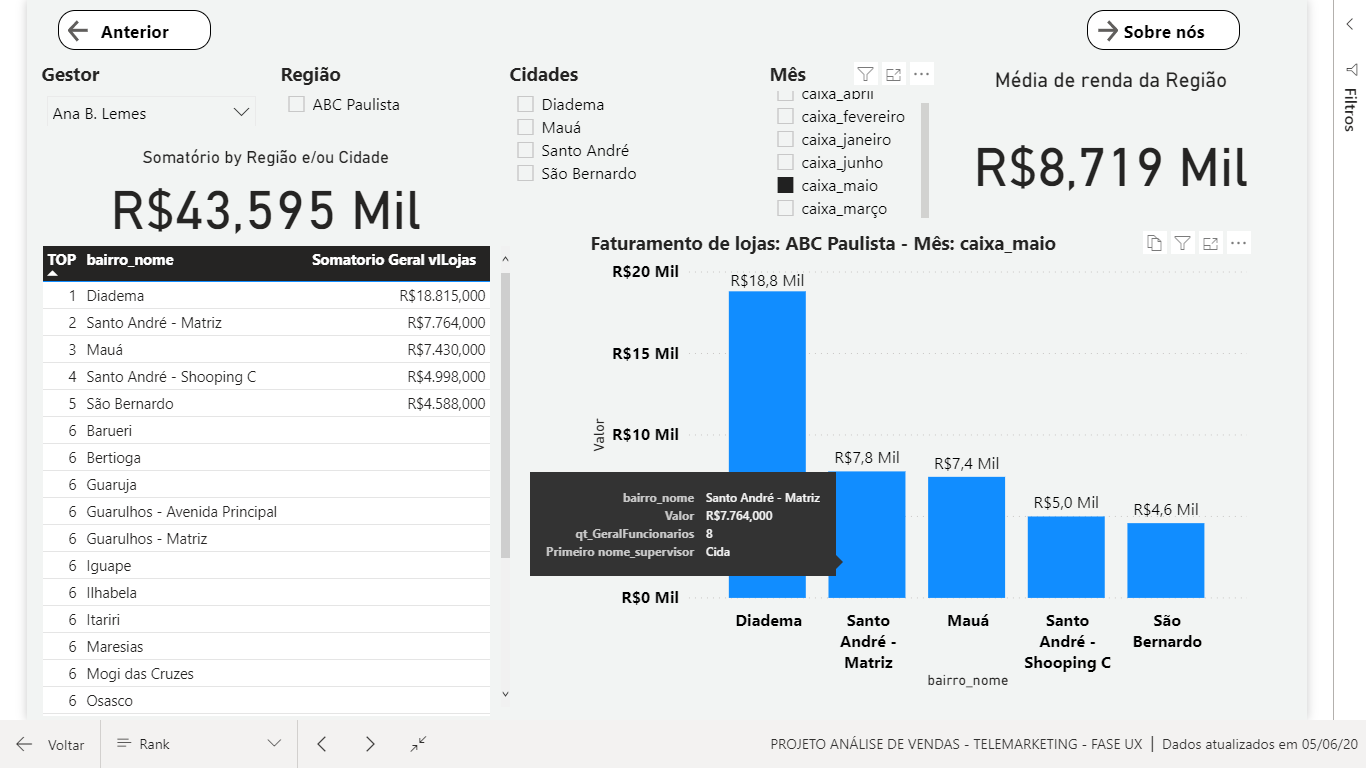 Anterior
Sobre nós
Gestor
Ana B. Lemes
Região
ABC Paulista
Cidades
Diadema
Mauá
Santo André
São Bernardo
Mês
caixa_abril
caixa_fevereiro
caixa_janeiro
caixa_junho
caixa_maio
caixa_março
Média de renda da Região
R$8,719 Mil
Filtros
Somatório by Região e/ou Cidade
R$43,595 Mil
TOP bairro_nome Somatorio Geral vlLojas
1 Diadema R$18.815,000
2 Santo André - Matriz R$7.764,000
3 Mauá R$7.430,000
4 Santo André - Shooping C R$4.998,000
5 São Bernardo R$4.588,000
6 Barueri
6 Bertioga
6 Guaruja
6 Guarulhos - Avenida Principal
6 Guarulhos - Matriz
6 Iguape
6 Ilhabela
6 Itariri
6 Maresias
6 Mogi das Cruzes
6 Osasco
Faturamento de lojas: ABC Paulista - Mês: caixa_maio
R$20 Mil
R$15 Mil
R$10 Mil
R$0 Mil
Valor
R$18,8 Mil
R$7,8 Mil
R$7,4 Mil
R$5,0 Mil
R$4,6 Mil
bairro_nome Santo André - Matriz
Valor R$7.764,000
qt_GeralFuncionarios 8
Primeiro nome_supervisor Cida
Diadema
Santo
André -
Matriz
Mauá
Santo
André -
Shooping C
São
Bernardo
bairro_nome
Voltar
Rank
PROJETO ANÁLISE DE VENDAS - TELEMARKETING - FASE UX | Dados atualizados em 05/06/20